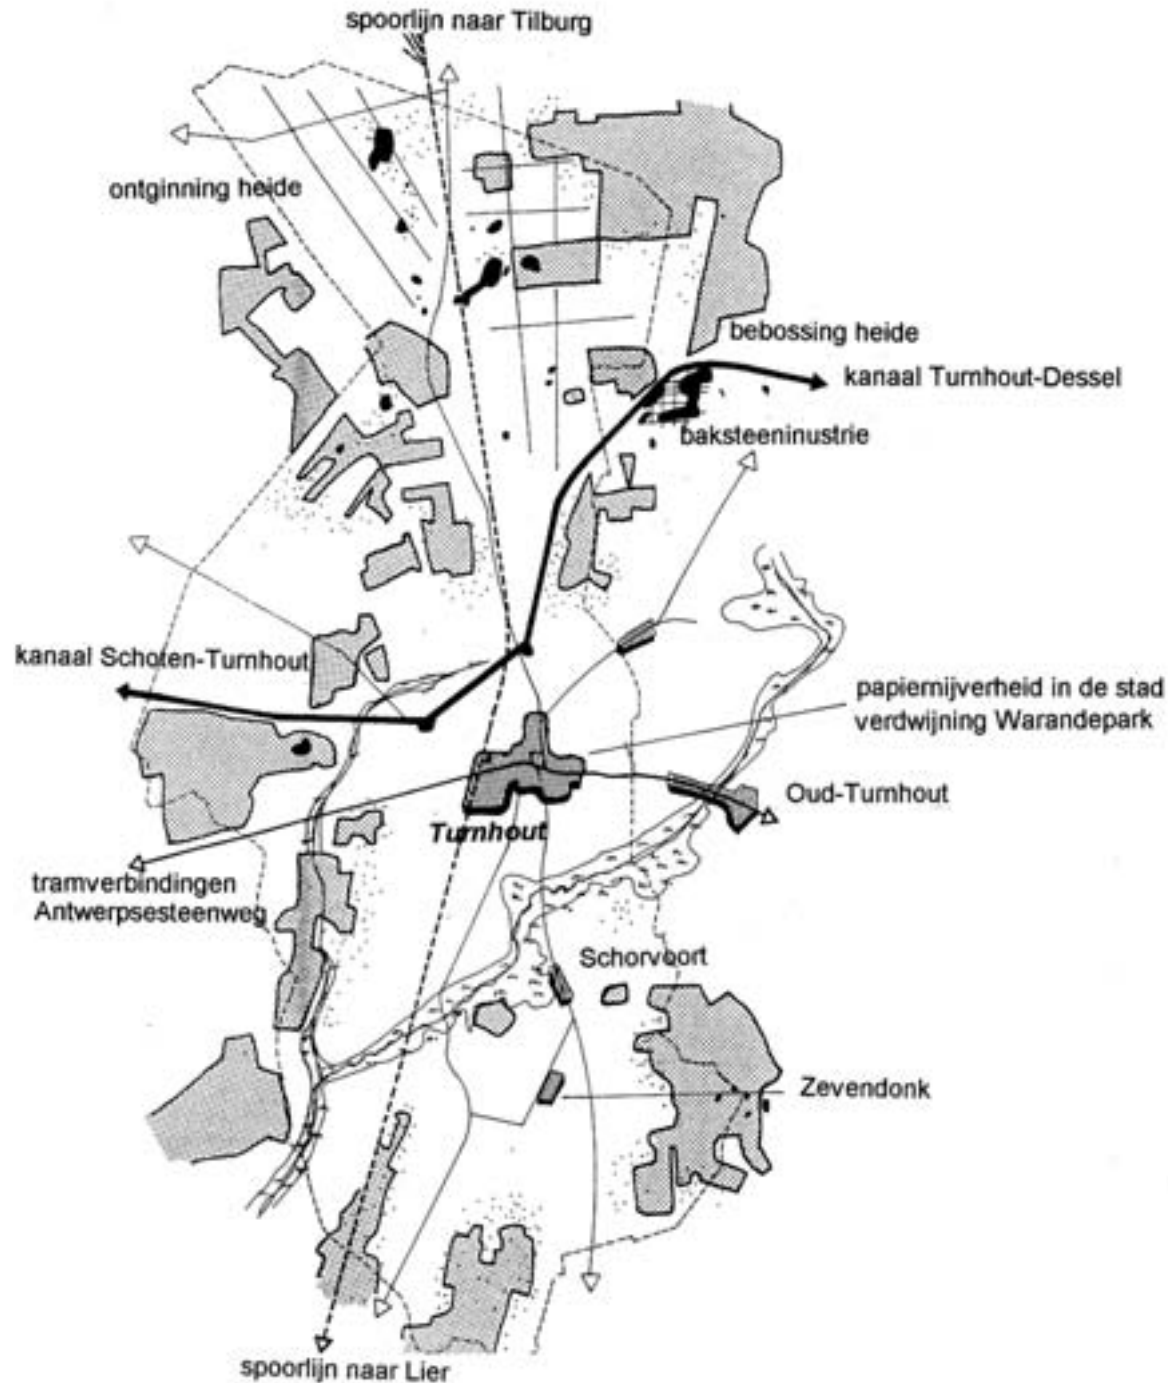 spoorlijn naar Tilburg
ontginning heide
bebossing heide
kanaal Turnhout-Dessel
baksteeninustrie
kanaal Schoten-Turnhout
papiernijverheid in de stad
verdwijning Warandepark
Oud-Turnhout
Turnhout
tramverbindingen
Antwerpsesteenweg
Schorvoort
Zevendonk
spoorlijn naar Lier